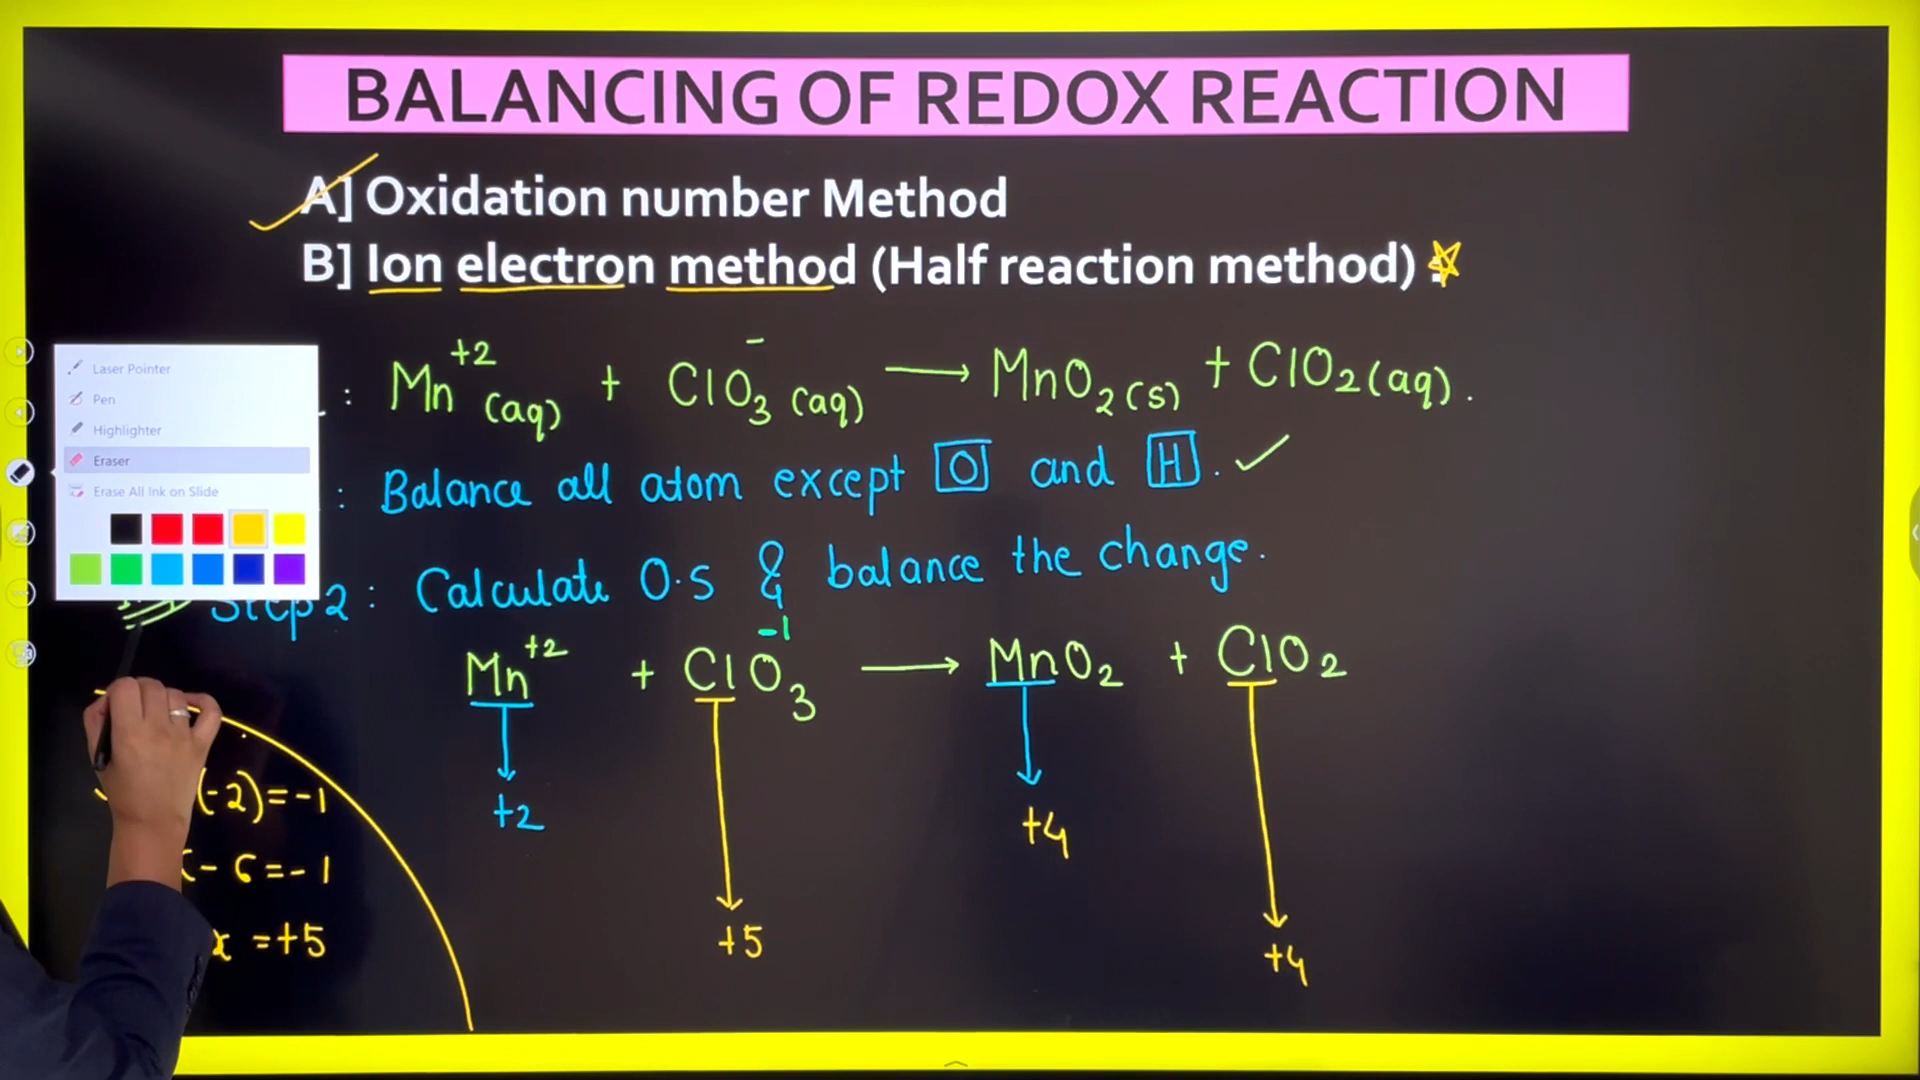 BALANCING OF REDOX REACTION
A] Oxidation number Method
B] Ion electron method (Half reaction method) :
: Mn⁺²(aq) + ClO₃⁻(aq) ⟶ MnO₂(s) + ClO₂(aq).
Laser Pointer
Pen
Highlighter
Eraser
Erase All Ink on Slide
: Balance all atom except O and H.
Step 2 : Calculate O.S & balance the change.
Mn⁺² + ClO₃⁻¹ ⟶ MnO₂ + ClO₂
+2
+4
+5
+4
(-2)=-1
- 6 = - 1
x = +5